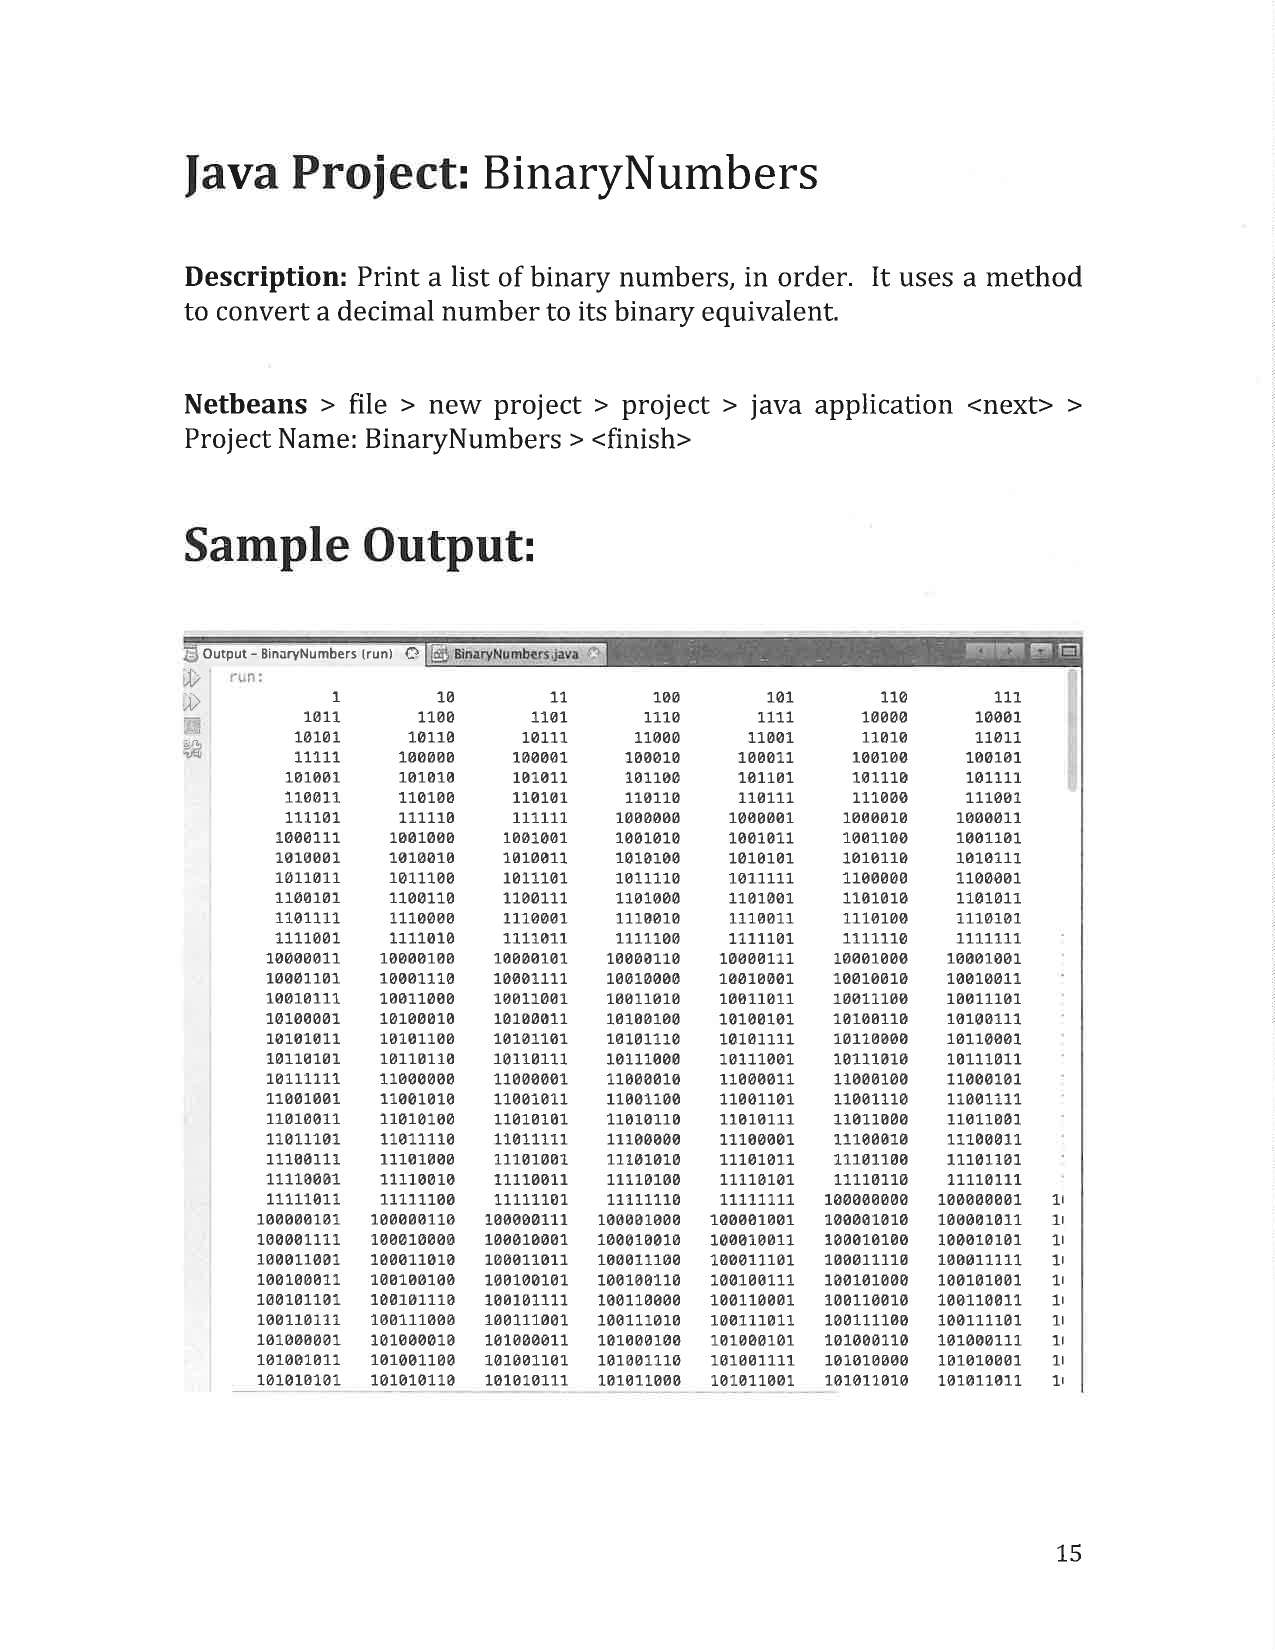 Java Project: BinaryNumbers
Description: Print a list of binary numbers, in order. It uses a method
to convert a decimal number to its binary equivalent.
Netbeans > file > new project > project > java application <next> >
Project Name: BinaryNumbers > <finish>
Sample Output:
Output - BinaryNumbers (run) BinaryNumbers.java
run:
1 10 11 100 101 110 111
1011 1100 1101 1110 1111 10000 10001
10101 10110 10111 11000 11001 11010 11011
11111 100000 100001 100010 100011 100100 100101
101001 101010 101011 101100 101101 101110 101111
110011 110100 110101 110110 110111 111000 111001
111101 111110 111111 1000000 1000001 1000010 1000011
1000111 1001000 1001001 1001010 1001011 1001100 1001101
1010001 1010010 1010011 1010100 1010101 1010110 1010111
1011011 1011100 1011101 1011110 1011111 1100000 1100001
1100101 1100110 1100111 1101000 1101001 1101010 1101011
1101111 1110000 1110001 1110010 1110011 1110100 1110101
1111001 1111010 1111011 1111100 1111101 1111110 1111111
10000011 10000100 10000101 10000110 10000111 10001000 10001001
10001101 10001110 10001111 10010000 10010001 10010010 10010011
10010111 10011000 10011001 10011010 10011011 10011100 10011101
10100001 10100010 10100011 10100100 10100101 10100110 10100111
10101011 10101100 10101101 10101110 10101111 10110000 10110001
10110101 10110110 10110111 10111000 10111001 10111010 10111011
10111111 11000000 11000001 11000010 11000011 11000100 11000101
11001001 11001010 11001011 11001100 11001101 11001110 11001111
11010011 11010100 11010101 11010110 11010111 11011000 11011001
11011101 11011110 11011111 11100000 11100001 11100010 11100011
11100111 11101000 11101001 11101010 11101011 11101100 11101101
11110001 11110010 11110011 11110100 11110101 11110110 11110111
11111011 11111100 11111101 11111110 11111111 100000000 100000001 1
100000101 100000110 100000111 100001000 100001001 100001010 100001011 1
100001111 100010000 100010001 100010010 100010011 100010100 100010101 1
100011001 100011010 100011011 100011100 100011101 100011110 100011111 1
100100011 100100100 100100101 100100110 100100111 100101000 100101001 1
100101101 100101110 100101111 100110000 100110001 100110010 100110011 1
100110111 100111000 100111001 100111010 100111011 100111100 100111101 1
101000001 101000010 101000011 101000100 101000101 101000110 101000111 1
101001011 101001100 101001101 101001110 101001111 101010000 101010001 1
101010101 101010110 101010111 101011000 101011001 101011010 101011011 1
15